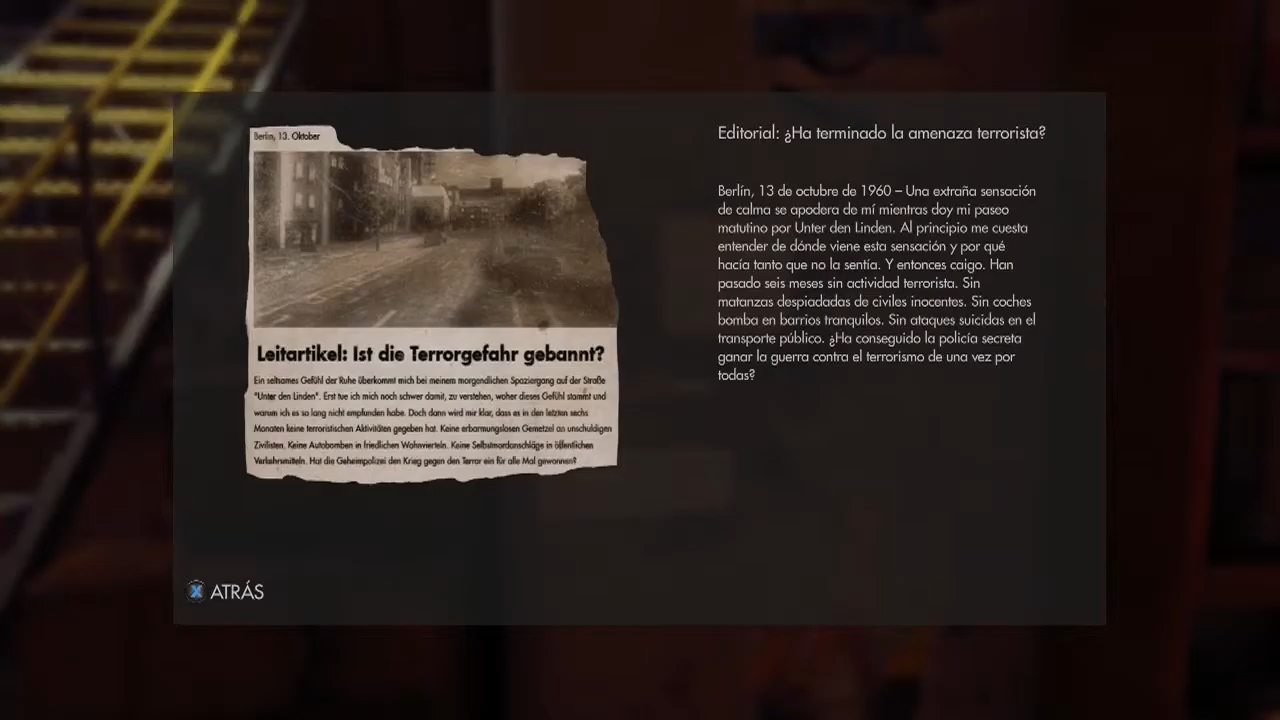 Berlin, 13. Oktober
Leitartikel: Ist die Terrorgefahr gebannt?
Ein seltsames Gefühl der Ruhe überkommt mich bei meinem morgendlichen Spaziergang auf der Straße
"Unter den Linden". Erst tue ich mich noch schwer damit, zu verstehen, woher dieses Gefühl stammt und
warum ich es so lang nicht empfunden habe. Doch dann wird mir klar, dass es in den letzten sechs
Monaten keine terroristischen Aktivitäten gegeben hat. Keine erbarmungslosen Gemetzel an unschuldigen
Zivilisten. Keine Autobomben in friedlichen Wohnvierteln. Keine Selbstmordanschläge in öffentlichen
Verkehrsmitteln. Hat die Geheimpolizei den Krieg gegen den Terror ein für alle Mal gewonnen?
Editorial: ¿Ha terminado la amenaza terrorista?
Berlín, 13 de octubre de 1960 – Una extraña sensación
de calma se apodera de mí mientras doy mi paseo
matutino por Unter den Linden. Al principio me cuesta
entender de dónde viene esta sensación y por qué
hacía tanto que no la sentía. Y entonces caigo. Han
pasado seis meses sin actividad terrorista. Sin
matanzas despiadadas de civiles inocentes. Sin coches
bomba en barrios tranquilos. Sin ataques suicidas en el
transporte público. ¿Ha conseguido la policía secreta
ganar la guerra contra el terrorismo de una vez por
todas?
X ATRÁS